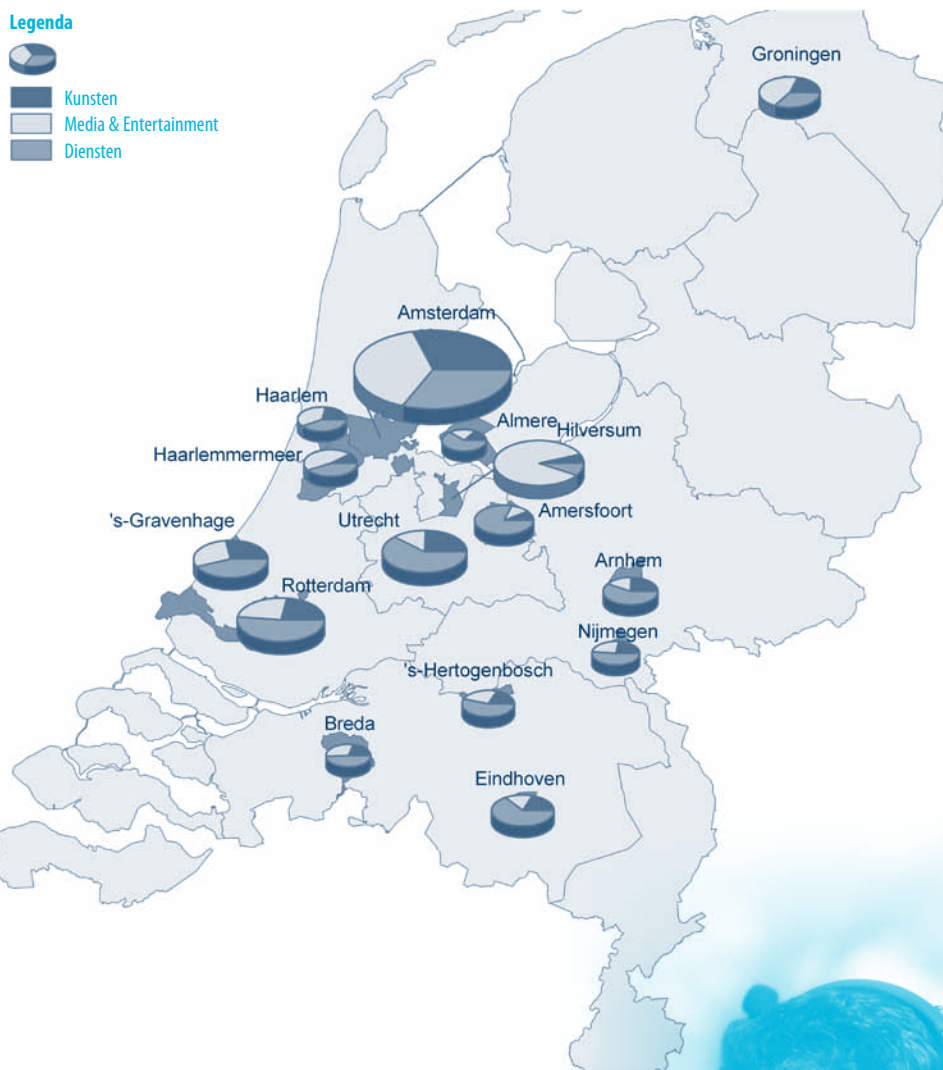 Legenda
Kunsten
Media & Entertainment
Diensten
Groningen
Amsterdam
Haarlem
Almere
Hilversum
Haarlemmermeer
's-Gravenhage
Utrecht
Amersfoort
Rotterdam
Arnhem
Nijmegen
's-Hertogenbosch
Breda
Eindhoven